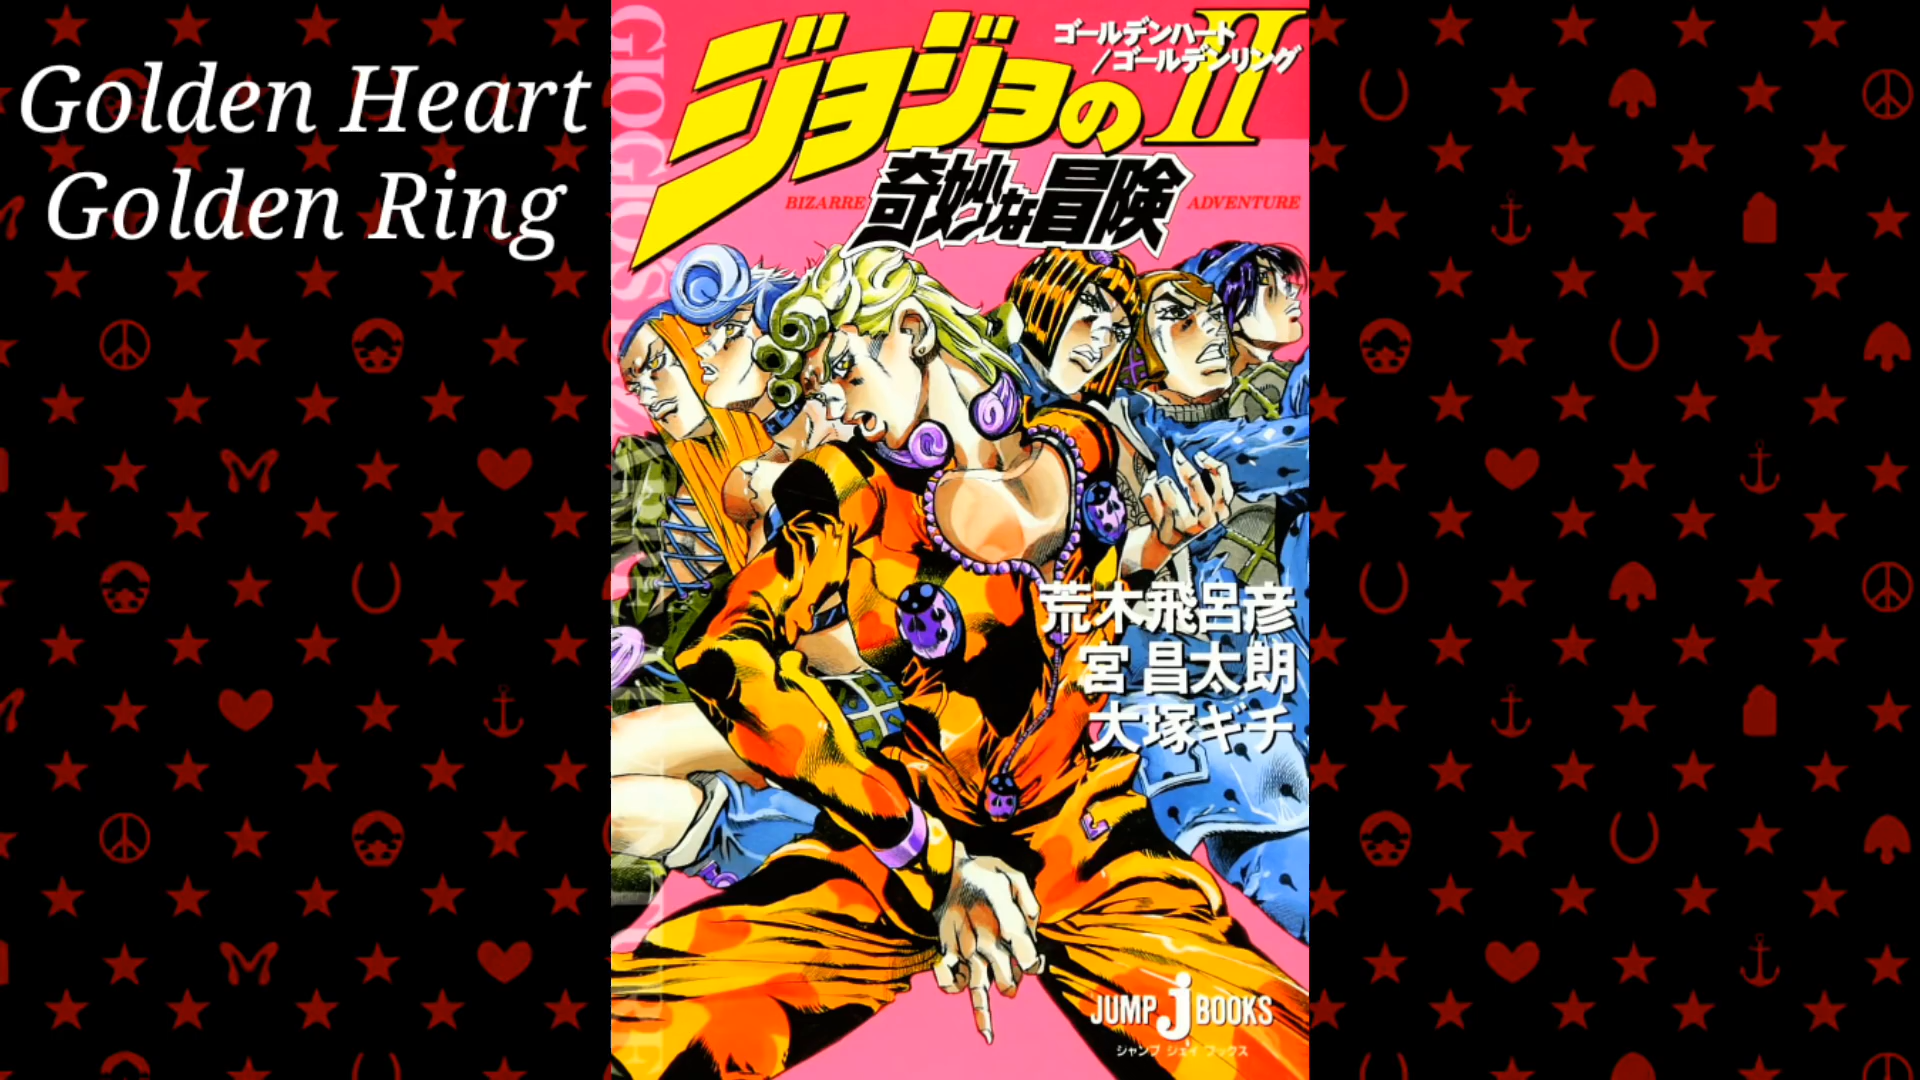 Golden Heart
Golden Ring
ゴールデンハート
/ゴールデンリング
ジョジョのII
奇妙な冒険
BIZARRE ADVENTURE
荒木飛呂彦
宮昌太朗
大塚ギチ
JUMP j BOOKS
ジャンプ ジェイ ブックス